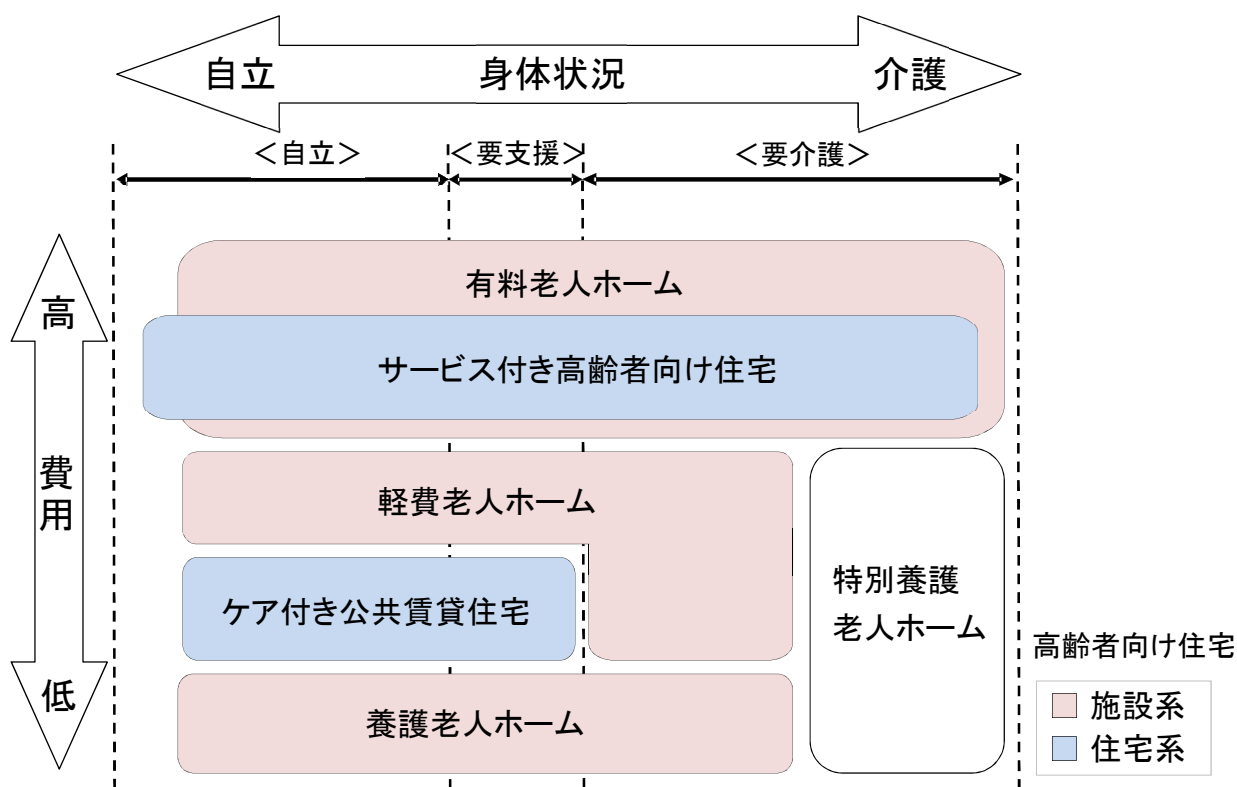 自立
身体状況
介護
＜自立＞
＜要支援＞
＜要介護＞
高
費用
低
有料老人ホーム
サービス付き高齢者向け住宅
軽費老人ホーム
ケア付き公共賃貸住宅
養護老人ホーム
特別養護
老人ホーム
高齢者向け住宅
施設系
住宅系